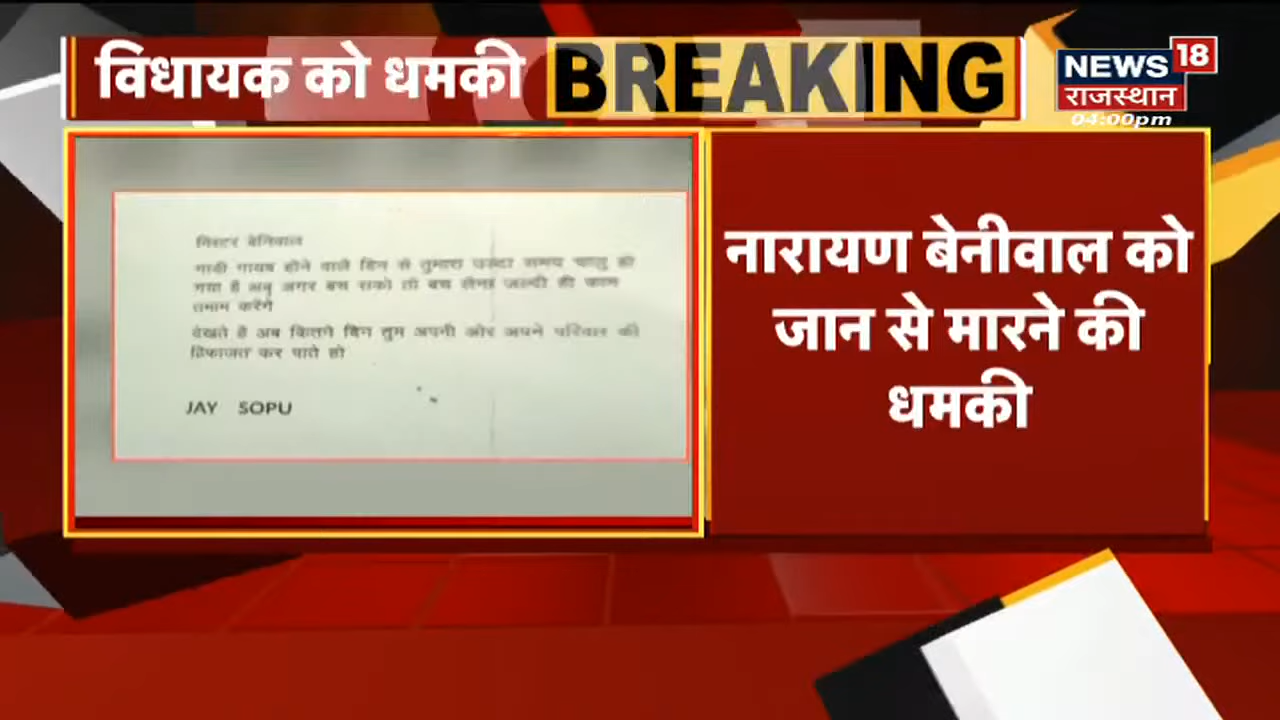 विधायक को धमकी BREAKING
NEWS 18
राजस्थान
04:00pm
नारायण बेनीवाल को
जान से मारने की
धमकी
मिस्टर बेनिवाल
गाडी गायब होने वाले दिन से तुमारा उल्टा समय चालु हो
गया है अबु अगर बच सको तो बच लेना जल्दी ही काम
तमाम करेंगे
देखते है अब कितने दिन तुम अपनी और अपने परिवाल की
हिफाजत कर पाते हो
JAY SOPU